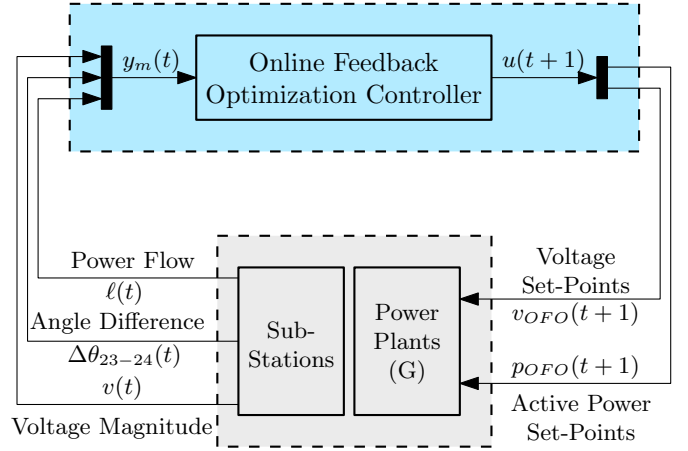 y_m(t)
Online Feedback
Optimization Controller
u(t+1)
Power Flow
ℓ(t)
Angle Difference
Δθ_{23−24}(t)
v(t)
Voltage Magnitude
Sub-
Stations
Power
Plants
(G)
Voltage
Set-Points
v_{OFO}(t+1)
p_{OFO}(t+1)
Active Power
Set-Points